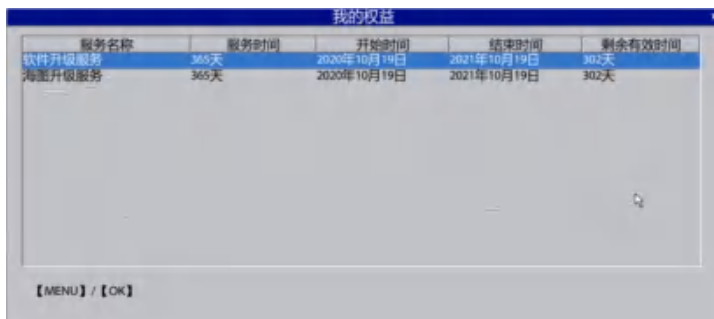 我的权益
服务名称 服务时间 开始时间 结束时间 剩余有效时间
软件升级服务 365天 2020年10月19日 2021年10月19日 302天
海图升级服务 365天 2020年10月19日 2021年10月19日 302天
【MENU】/【OK】